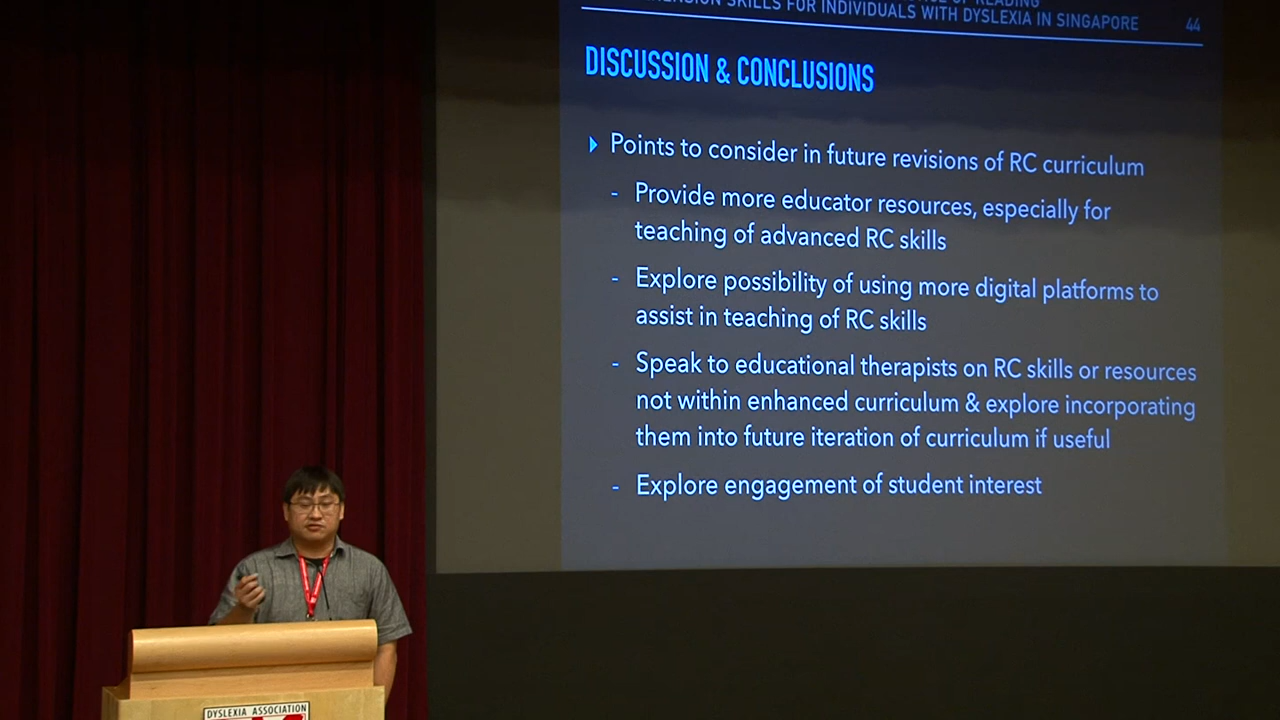 OF READING
SKILLS FOR INDIVIDUALS WITH DYSLEXIA IN SINGAPORE 44
DISCUSSION & CONCLUSIONS
Points to consider in future revisions of RC curriculum
- Provide more educator resources, especially for
teaching of advanced RC skills
- Explore possibility of using more digital platforms to
assist in teaching of RC skills
- Speak to educational therapists on RC skills or resources
not within enhanced curriculum & explore incorporating
them into future iteration of curriculum if useful
- Explore engagement of student interest
DYSLEXIA ASSOCIATION